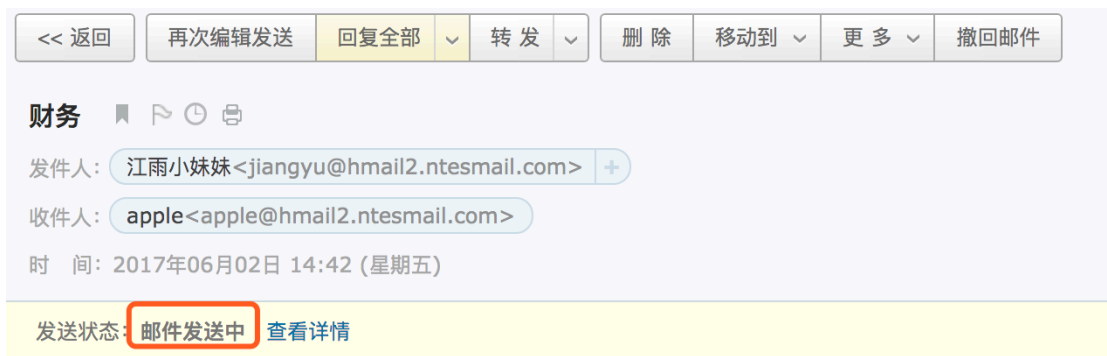 << 返回 再次编辑发送 回复全部 转 发 删 除 移动到 更 多 撤回邮件
财务
发件人: 江雨小妹妹<jiangyu@hmail2.ntesmail.com> +
收件人: apple<apple@hmail2.ntesmail.com>
时 间: 2017年06月02日 14:42 (星期五)
发送状态: 邮件发送中 查看详情